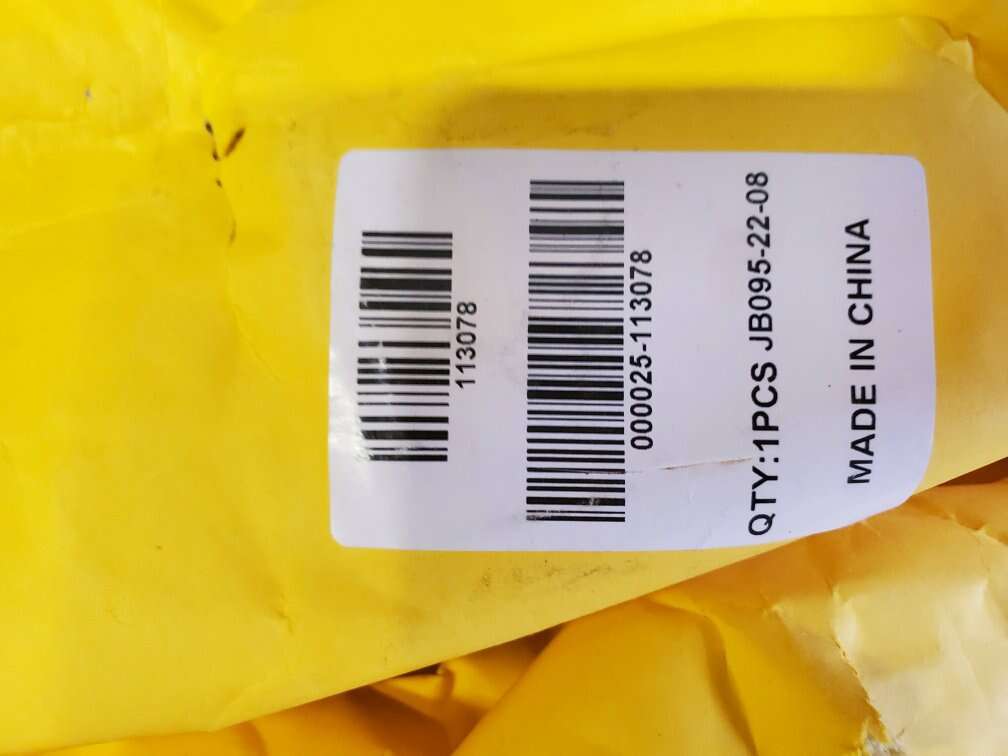 113078
000025-113078
QTY:1PCS JB095-22-08
MADE IN CHINA